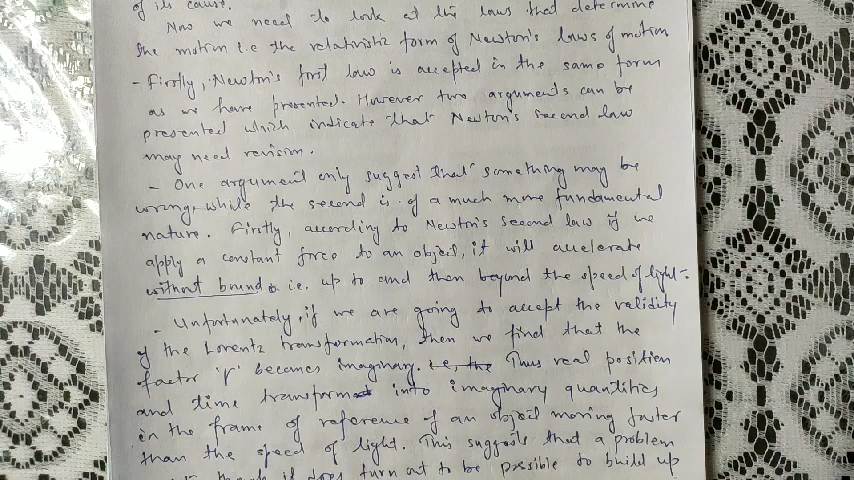 of its cause.
Now we need to look at the laws that determine
the motion i.e the relativistic form of Newton's laws of motion
- Firstly, Newton's first law is accepted in the same form
as we have presented. However two arguments can be
presented which indicate that Newton's second law
may need revision.
- One argument only suggest that something may be
wrong, while the second is of a much more fundamental
nature. Firstly, according to Newton's second law if we
apply a constant force to an object, it will accelerate
without bound i.e. up to and then beyond the speed of light.
- Unfortunately, if we are going to accept the validity
of the Lorentz transformation, then we find that the
factor 'r' becomes imaginary. i.e, the Thus real position
and time transform into imaginary quantities
in the frame of reference of an object moving faster
than the speed of light. This suggests that a problem
though it does turn out to be possible to build up